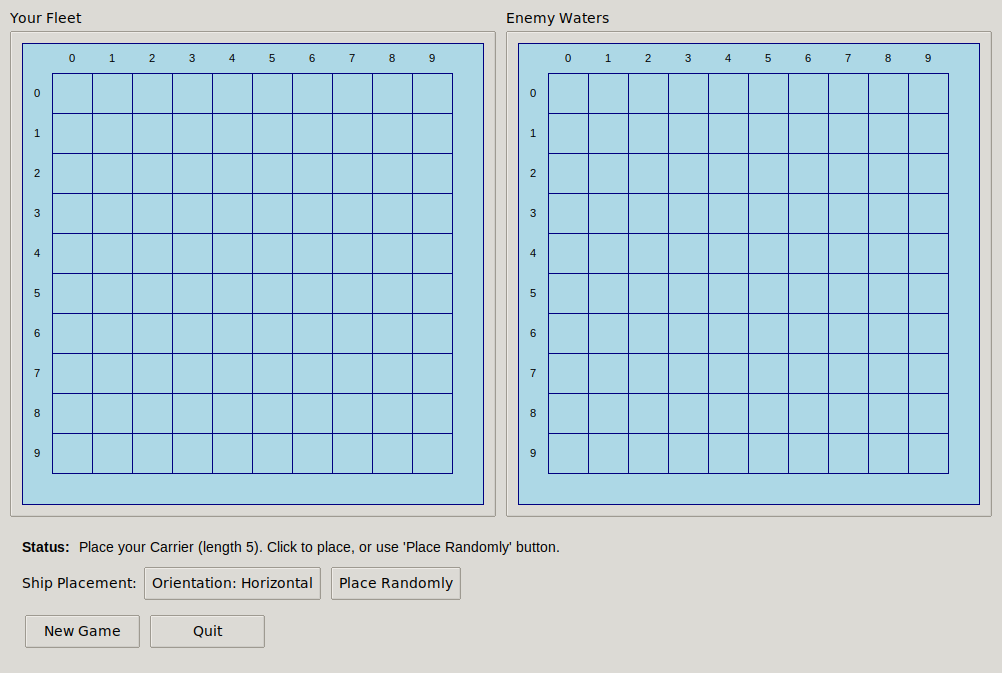 Your Fleet
Enemy Waters
0 1 2 3 4 5 6 7 8 9
0
1
2
3
4
5
6
7
8
9
0 1 2 3 4 5 6 7 8 9
0
1
2
3
4
5
6
7
8
9
Status: Place your Carrier (length 5). Click to place, or use 'Place Randomly' button.
Ship Placement: Orientation: Horizontal Place Randomly
New Game Quit